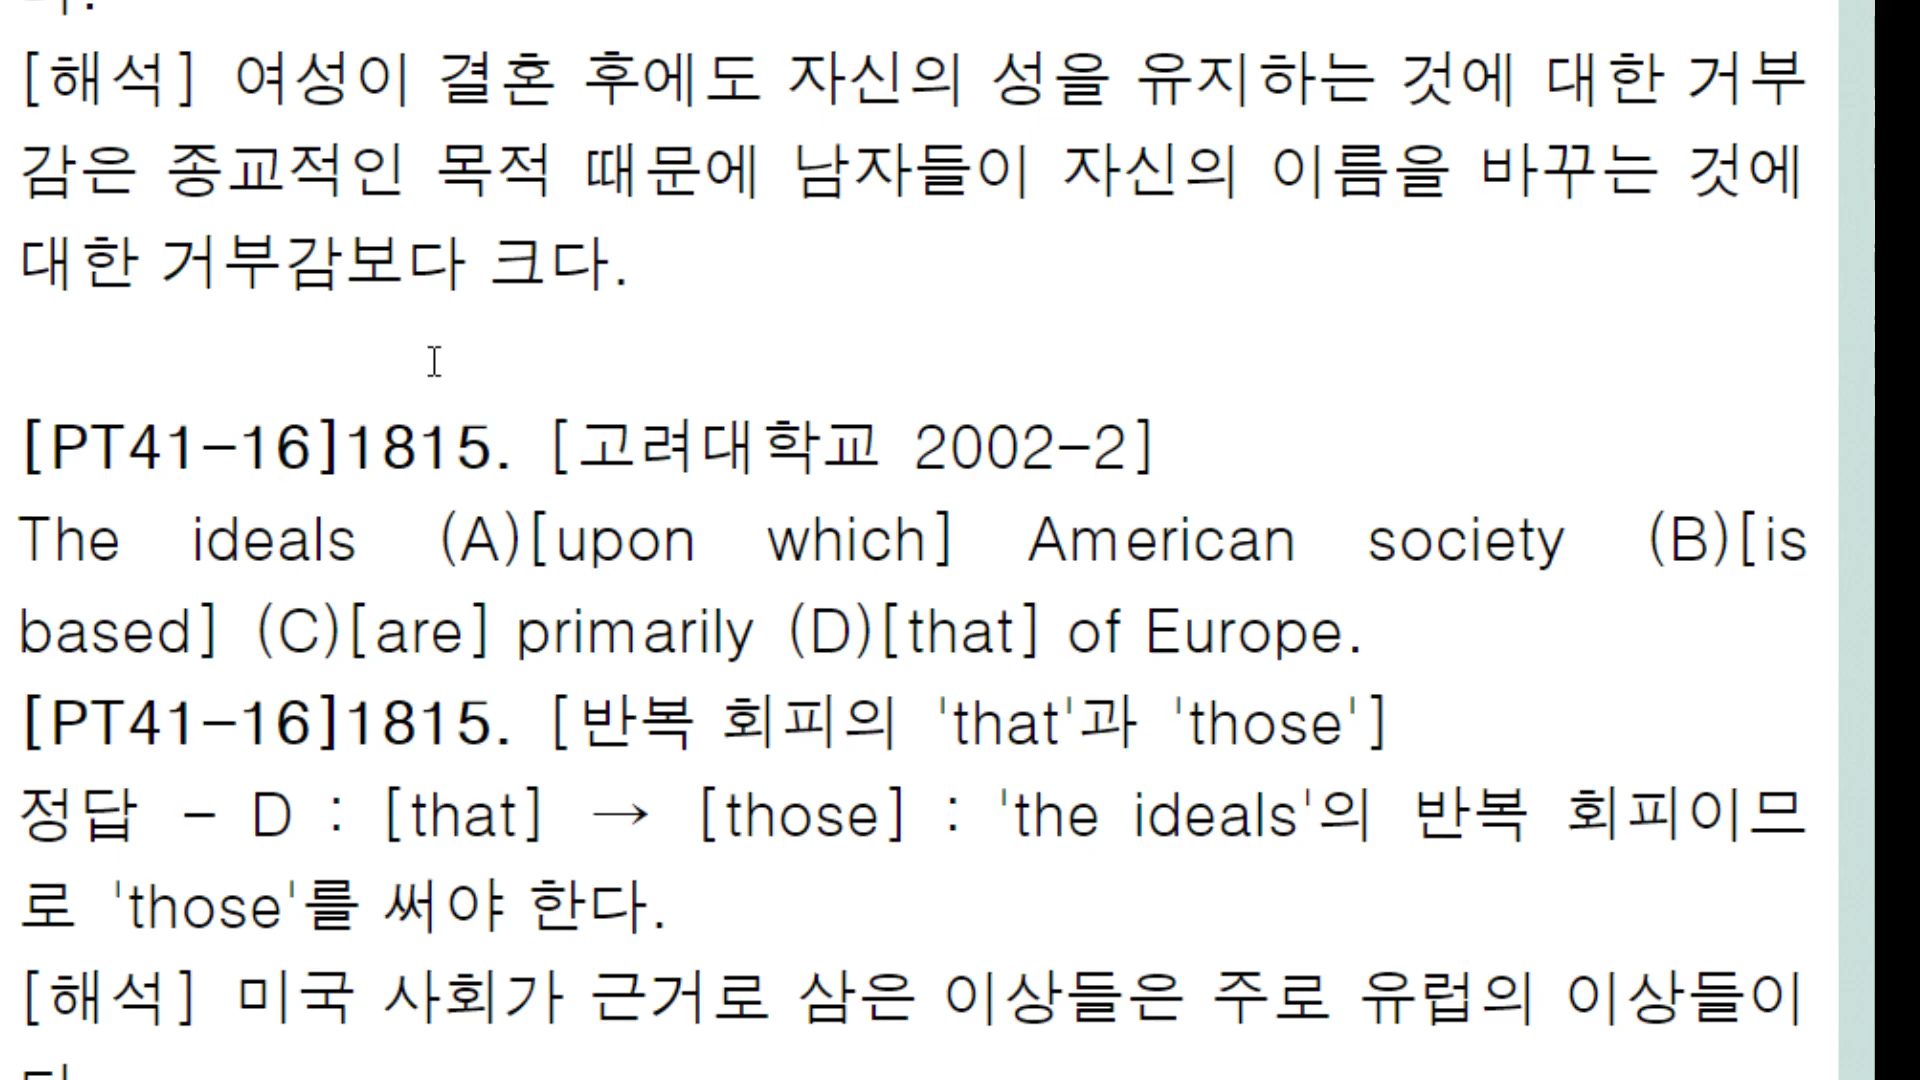 [해석] 여성이 결혼 후에도 자신의 성을 유지하는 것에 대한 거부
감은 종교적인 목적 때문에 남자들이 자신의 이름을 바꾸는 것에
대한 거부감보다 크다.
[PT41-16]1815. [고려대학교 2002-2]
The ideals (A)[upon which] American society (B)[is
based] (C)[are] primarily (D)[that] of Europe.
[PT41-16]1815. [반복 회피의 'that'과 'those']
정답 - D : [that] → [those] : 'the ideals'의 반복 회피이므
로 'those'를 써야 한다.
[해석] 미국 사회가 근거로 삼은 이상들은 주로 유럽의 이상들이